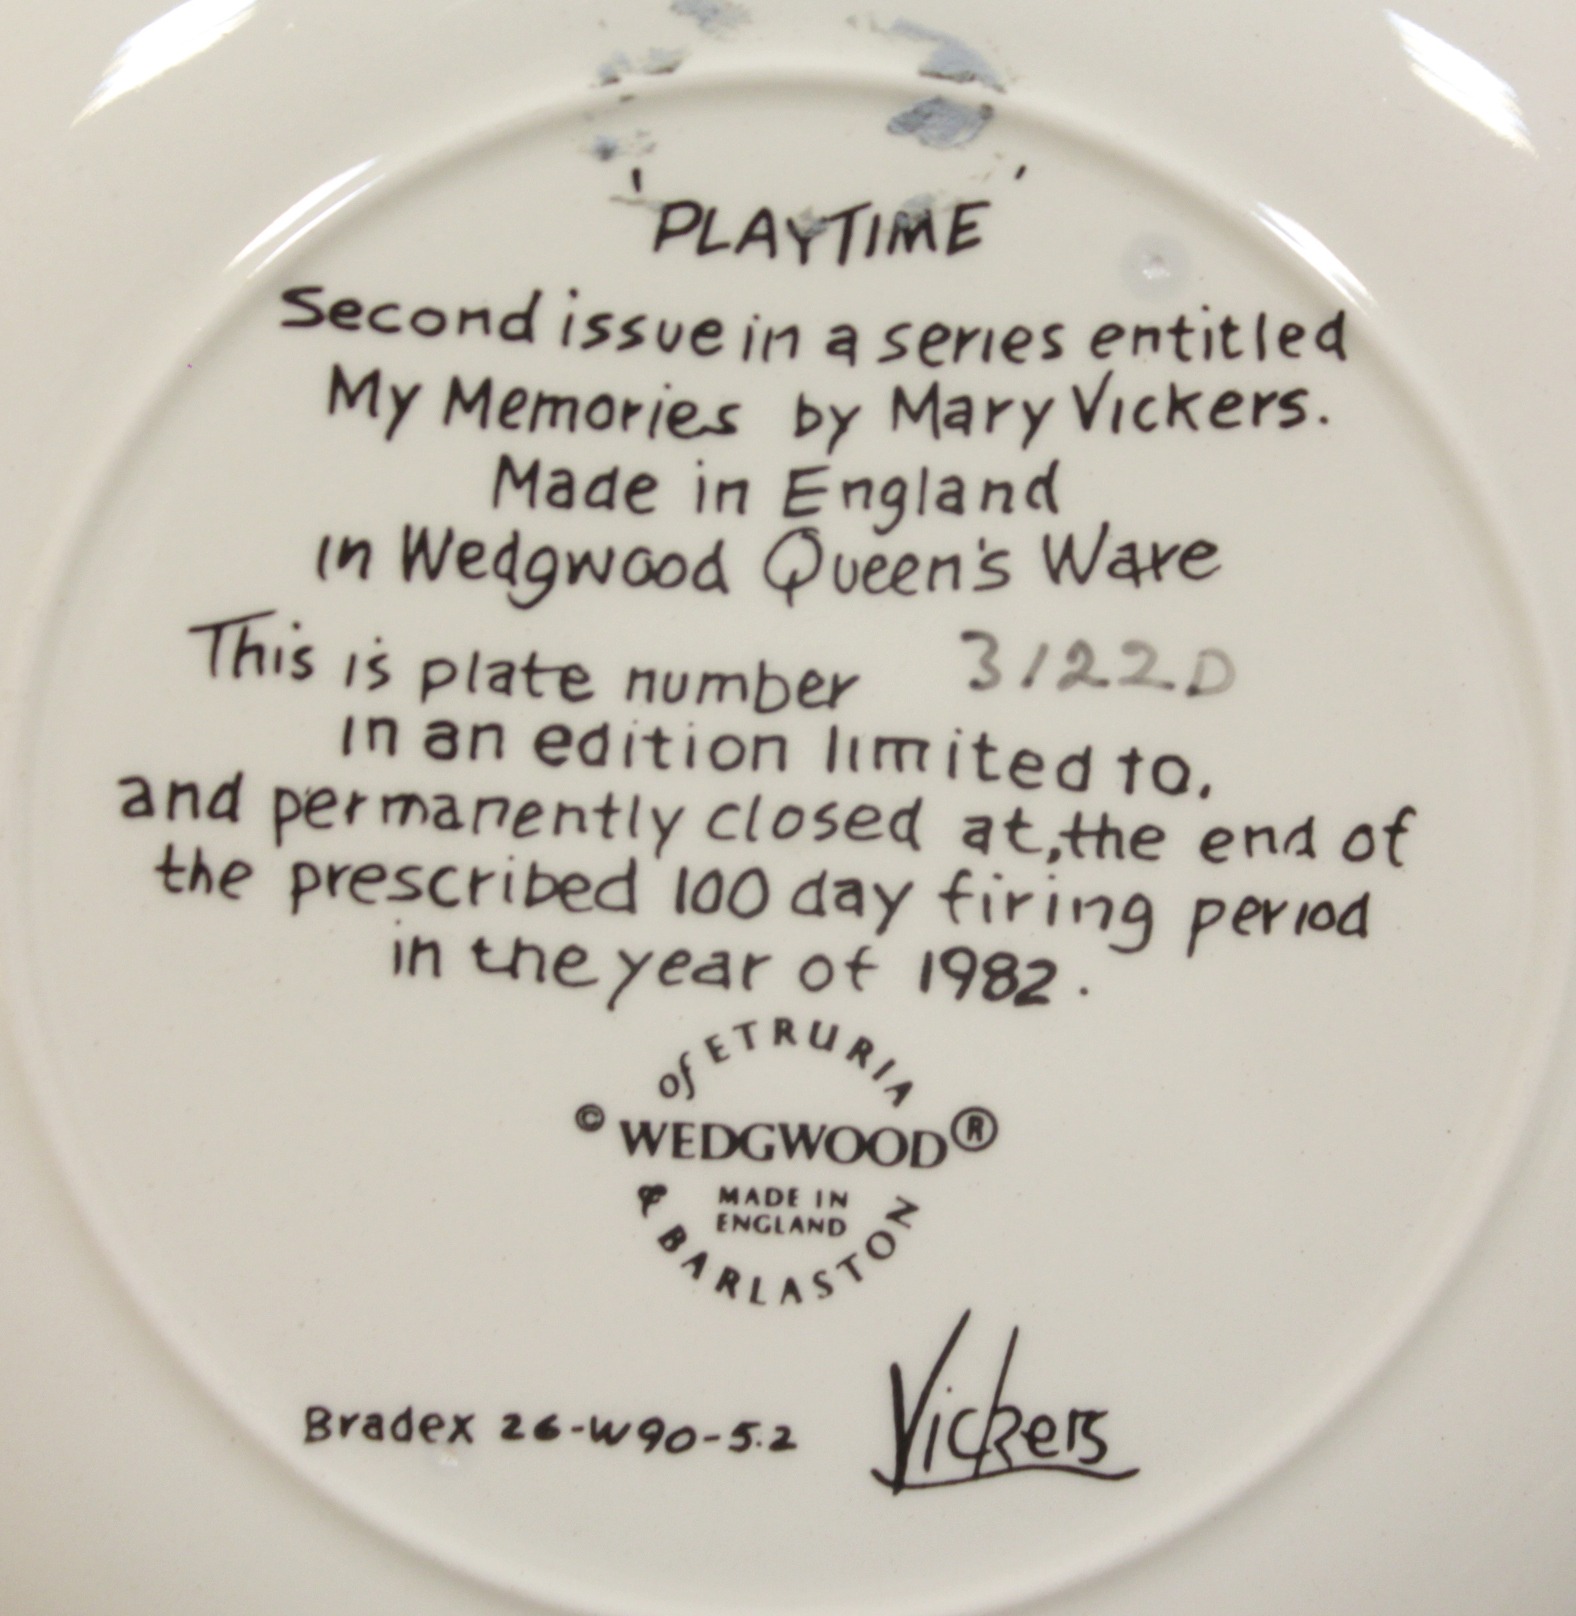 'PLAYTIME'
Second issue in a series entitled
My Memories by Mary Vickers.
Made in England
in Wedgwood Queen's Ware
This is plate number 3122D
in an edition limited to,
and permanently closed at, the end of
the prescribed 100 day firing period
in the year of 1982.
of ETRURIA
© WEDGWOOD ®
MADE IN
ENGLAND
& BARLASTON
Bradex 26-W90-5.2
Vickers